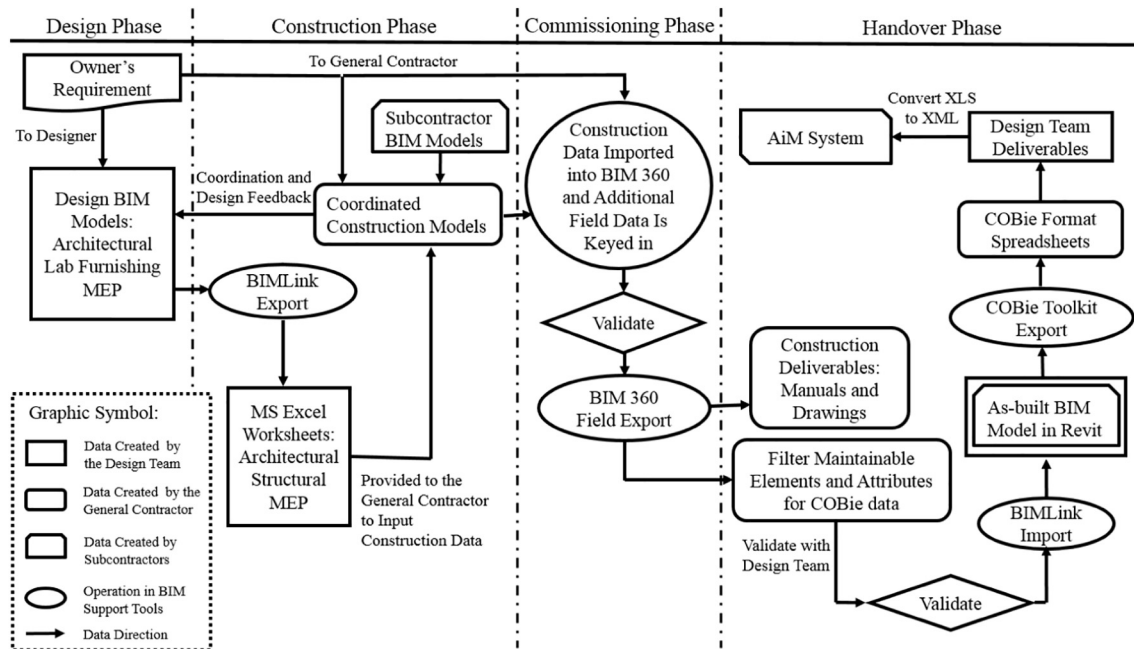 Design Phase
Construction Phase
Commissioning Phase
Handover Phase
Owner's
Requirement
To General Contractor
To Designer
Subcontractor
BIM Models
Design BIM
Models:
Architectural
Lab Furnishing
MEP
Coordination and
Design Feedback
Coordinated
Construction Models
BIMLink
Export
MS Excel
Worksheets:
Architectural
Structural
MEP
Provided to the
General Contractor
to Input
Construction Data
Construction
Data Imported
into BIM 360
and Additional
Field Data Is
Keyed in
Validate
BIM 360
Field Export
Construction
Deliverables:
Manuals and
Drawings
Filter Maintainable
Elements and Attributes
for COBie data
Validate with
Design Team
Validate
BIMLink
Import
As-built BIM
Model in Revit
COBie Toolkit
Export
COBie Format
Spreadsheets
Design Team
Deliverables
Convert XLS
to XML
AiM System
Graphic Symbol:
Data Created by
the Design Team
Data Created by the
General Contractor
Data Created by
Subcontractors
Operation in BIM
Support Tools
Data Direction